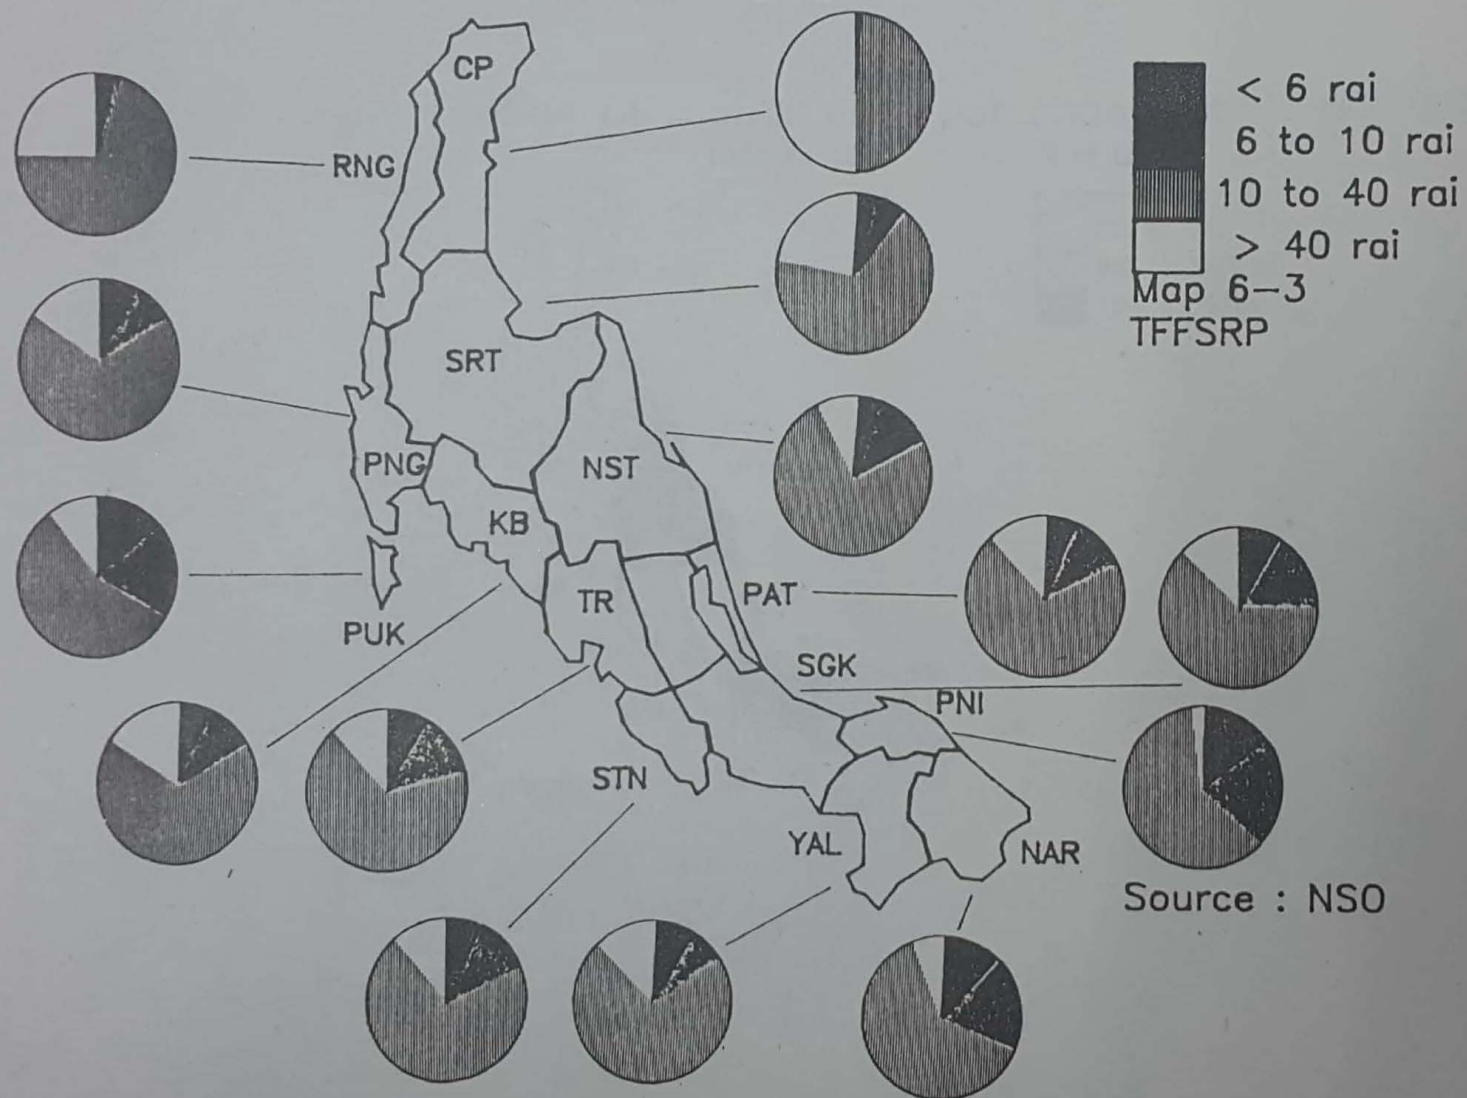 CP
< 6 rai
6 to 10 rai
RNG
10 to 40 rai
> 40 rai
Map 6-3
TFFSRP
SRT
PNG
NST
KB
TR
PAT
PUK
SGK
PNI
STN
YAL
NAR
Source : NSO